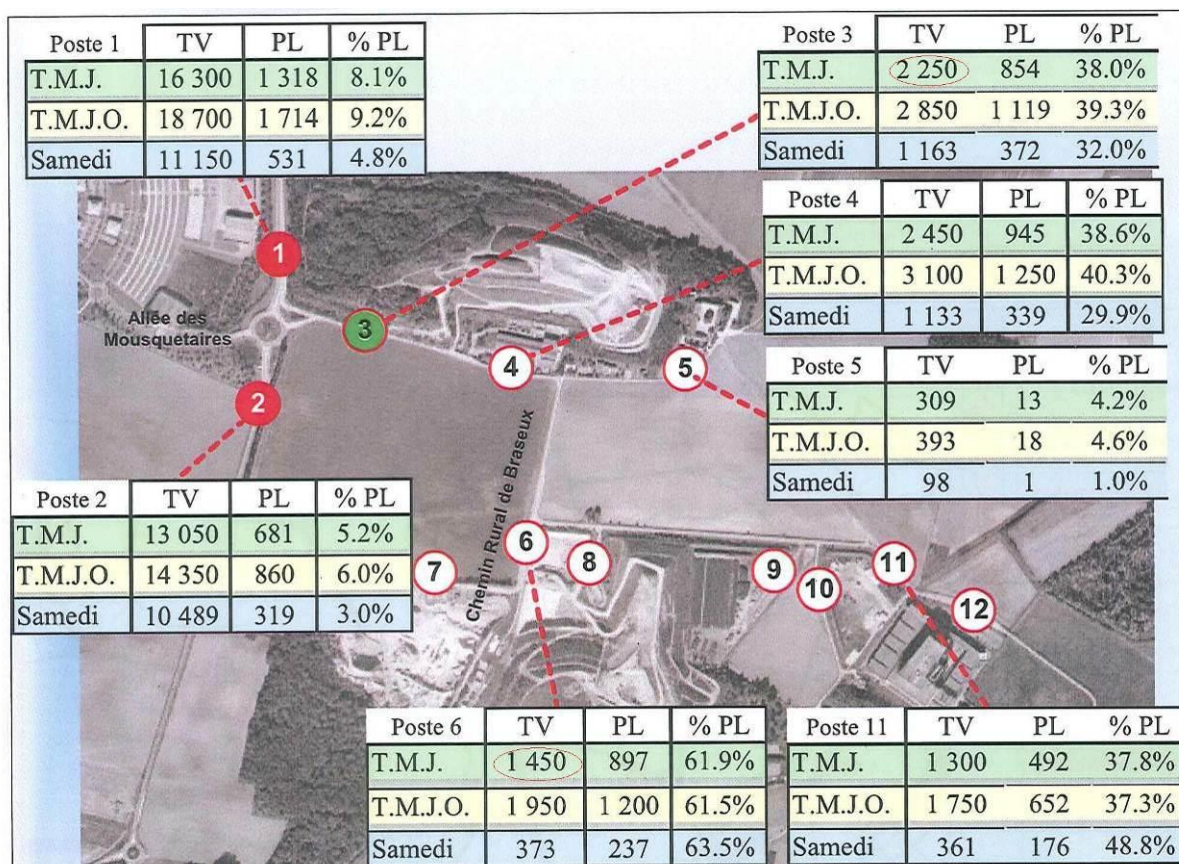 Poste 1 TV PL % PL
T.M.J. 16 300 1 318 8.1%
T.M.J.O. 18 700 1 714 9.2%
Samedi 11 150 531 4.8%
Poste 3 TV PL % PL
T.M.J. 2 250 854 38.0%
T.M.J.O. 2 850 1 119 39.3%
Samedi 1 163 372 32.0%
Poste 4 TV PL % PL
T.M.J. 2 450 945 38.6%
T.M.J.O. 3 100 1 250 40.3%
Samedi 1 133 339 29.9%
1
Allée des
Mousquetaires
3
4
5
2
Poste 5 TV PL % PL
T.M.J. 309 13 4.2%
T.M.J.O. 393 18 4.6%
Samedi 98 1 1.0%
Chemin Rural de Braseux
Poste 2 TV PL % PL
T.M.J. 13 050 681 5.2%
T.M.J.O. 14 350 860 6.0%
Samedi 10 489 319 3.0%
7
6
8
9
10
11
12
Poste 6 TV PL % PL
T.M.J. 1 450 897 61.9%
T.M.J.O. 1 950 1 200 61.5%
Samedi 373 237 63.5%
Poste 11 TV PL % PL
T.M.J. 1 300 492 37.8%
T.M.J.O. 1 750 652 37.3%
Samedi 361 176 48.8%